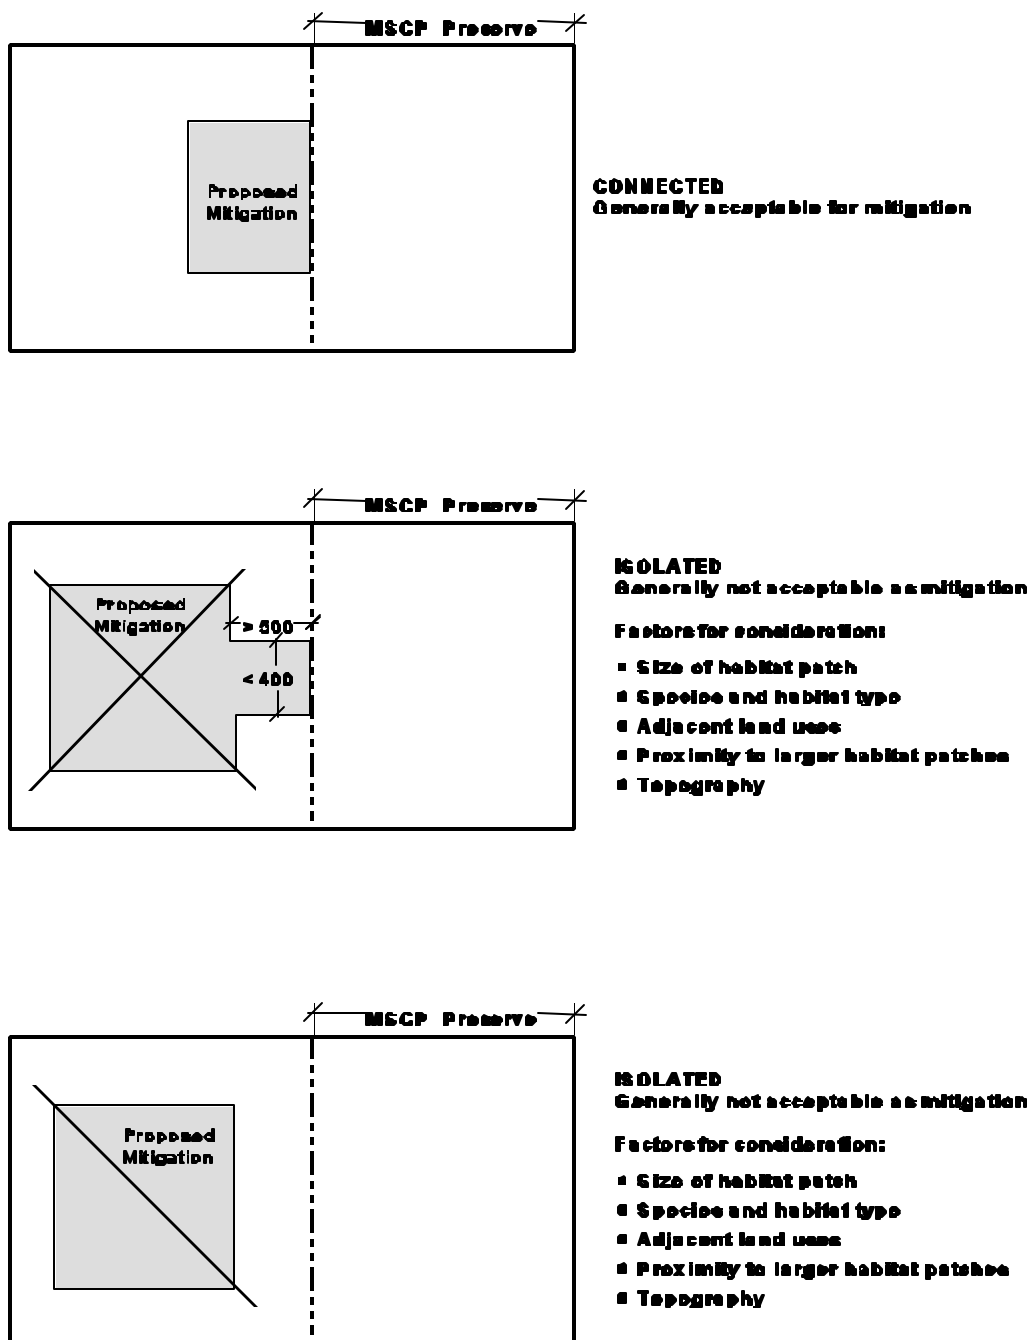 MSCP Preserve
Proposed
Mitigation
CONNECTED
Generally acceptable for mitigation
MSCP Preserve
Proposed
Mitigation
> 500
< 400
ISOLATED
Generally not acceptable as mitigation
Factors for consideration:
▪ Size of habitat patch
▪ Species and habitat type
▪ Adjacent land uses
▪ Proximity to larger habitat patches
▪ Topography
MSCP Preserve
Proposed
Mitigation
ISOLATED
Generally not acceptable as mitigation
Factors for consideration:
▪ Size of habitat patch
▪ Species and habitat type
▪ Adjacent land uses
▪ Proximity to larger habitat patches
▪ Topography